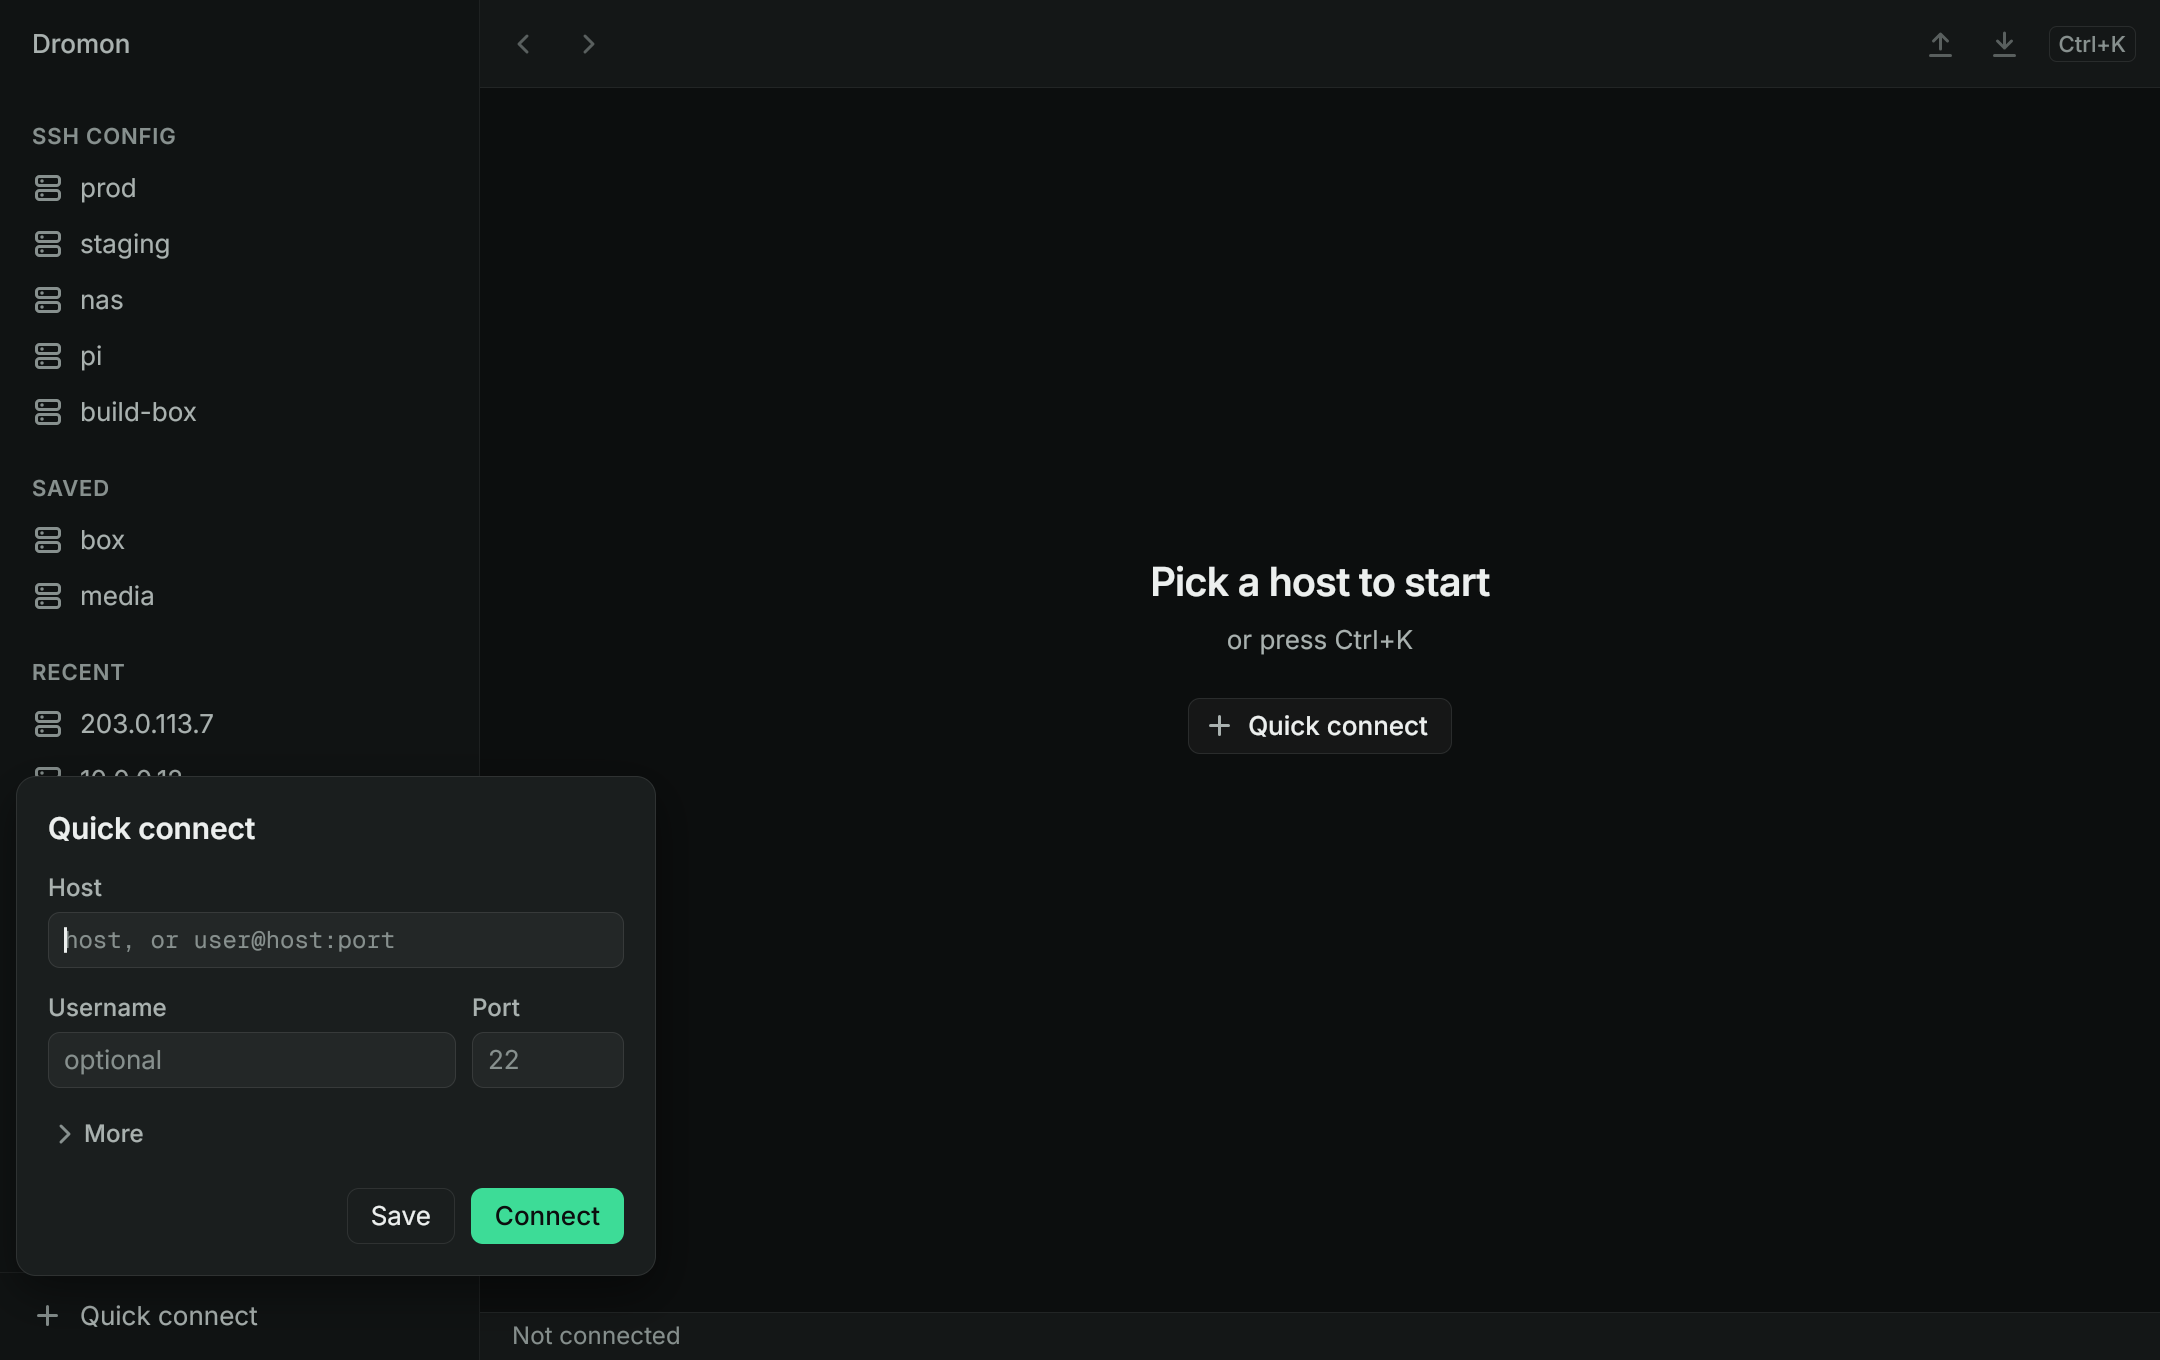 Dromon
Ctrl+K
SSH CONFIG
prod
staging
nas
pi
build-box
SAVED
box
media
RECENT
203.0.113.7
Pick a host to start
or press Ctrl+K
Quick connect
Quick connect
Host
host, or user@host:port
Username Port
optional 22
More
Save Connect
Quick connect
Not connected